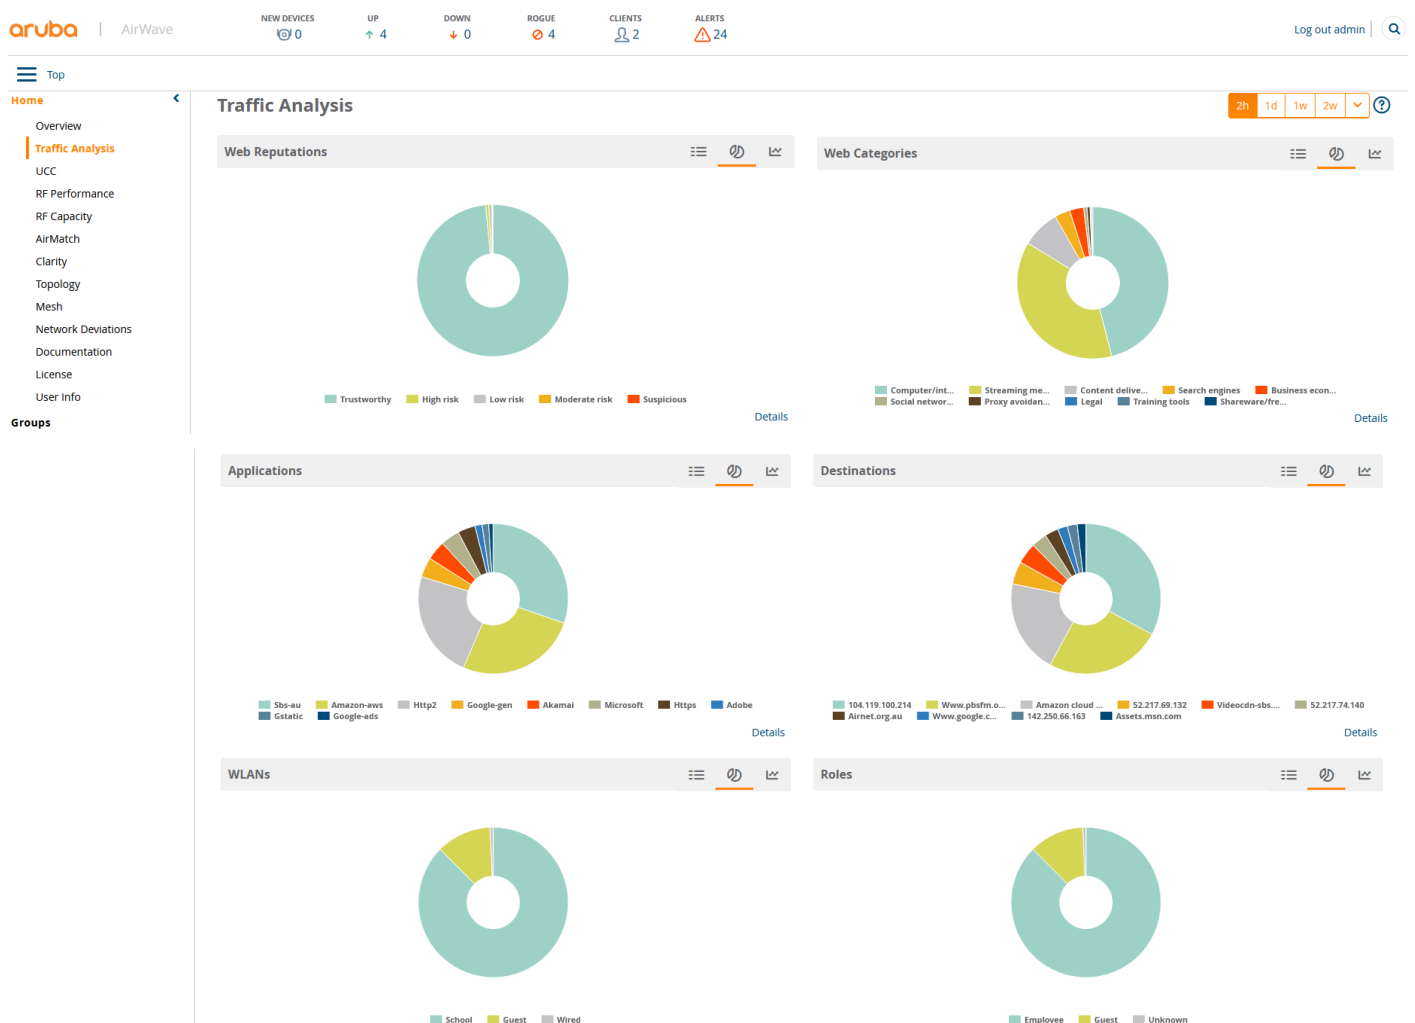 aruba | AirWave
NEW DEVICES UP DOWN ROGUE CLIENTS ALERTS
0 4 0 4 2 24
Log out admin
Top
Home
Overview
Traffic Analysis
UCC
RF Performance
RF Capacity
AirMatch
Clarity
Topology
Mesh
Network Deviations
Documentation
License
User Info
Groups
Traffic Analysis
2h 1d 1w 2w ?
Web Reputations
Trustworthy High risk Low risk Moderate risk Suspicious
Details
Web Categories
Computer/int... Streaming me... Content delive... Search engines Business econ...
Social networ... Proxy avoidan... Legal Training tools Shareware/fre...
Details
Applications
Sbs-au Amazon-aws Http2 Google-gen Akamai Microsoft Https Adobe
Gstatic Google-ads
Details
Destinations
104.119.100.214 Www.pbsfm.o... Amazon cloud ... 52.217.69.132 Videocdn-sbs.... 52.217.74.140
Airnet.org.au Www.google.c... 142.250.66.163 Assets.msn.com
Details
WLANs
School Guest Wired
Roles
Employee Guest Unknown